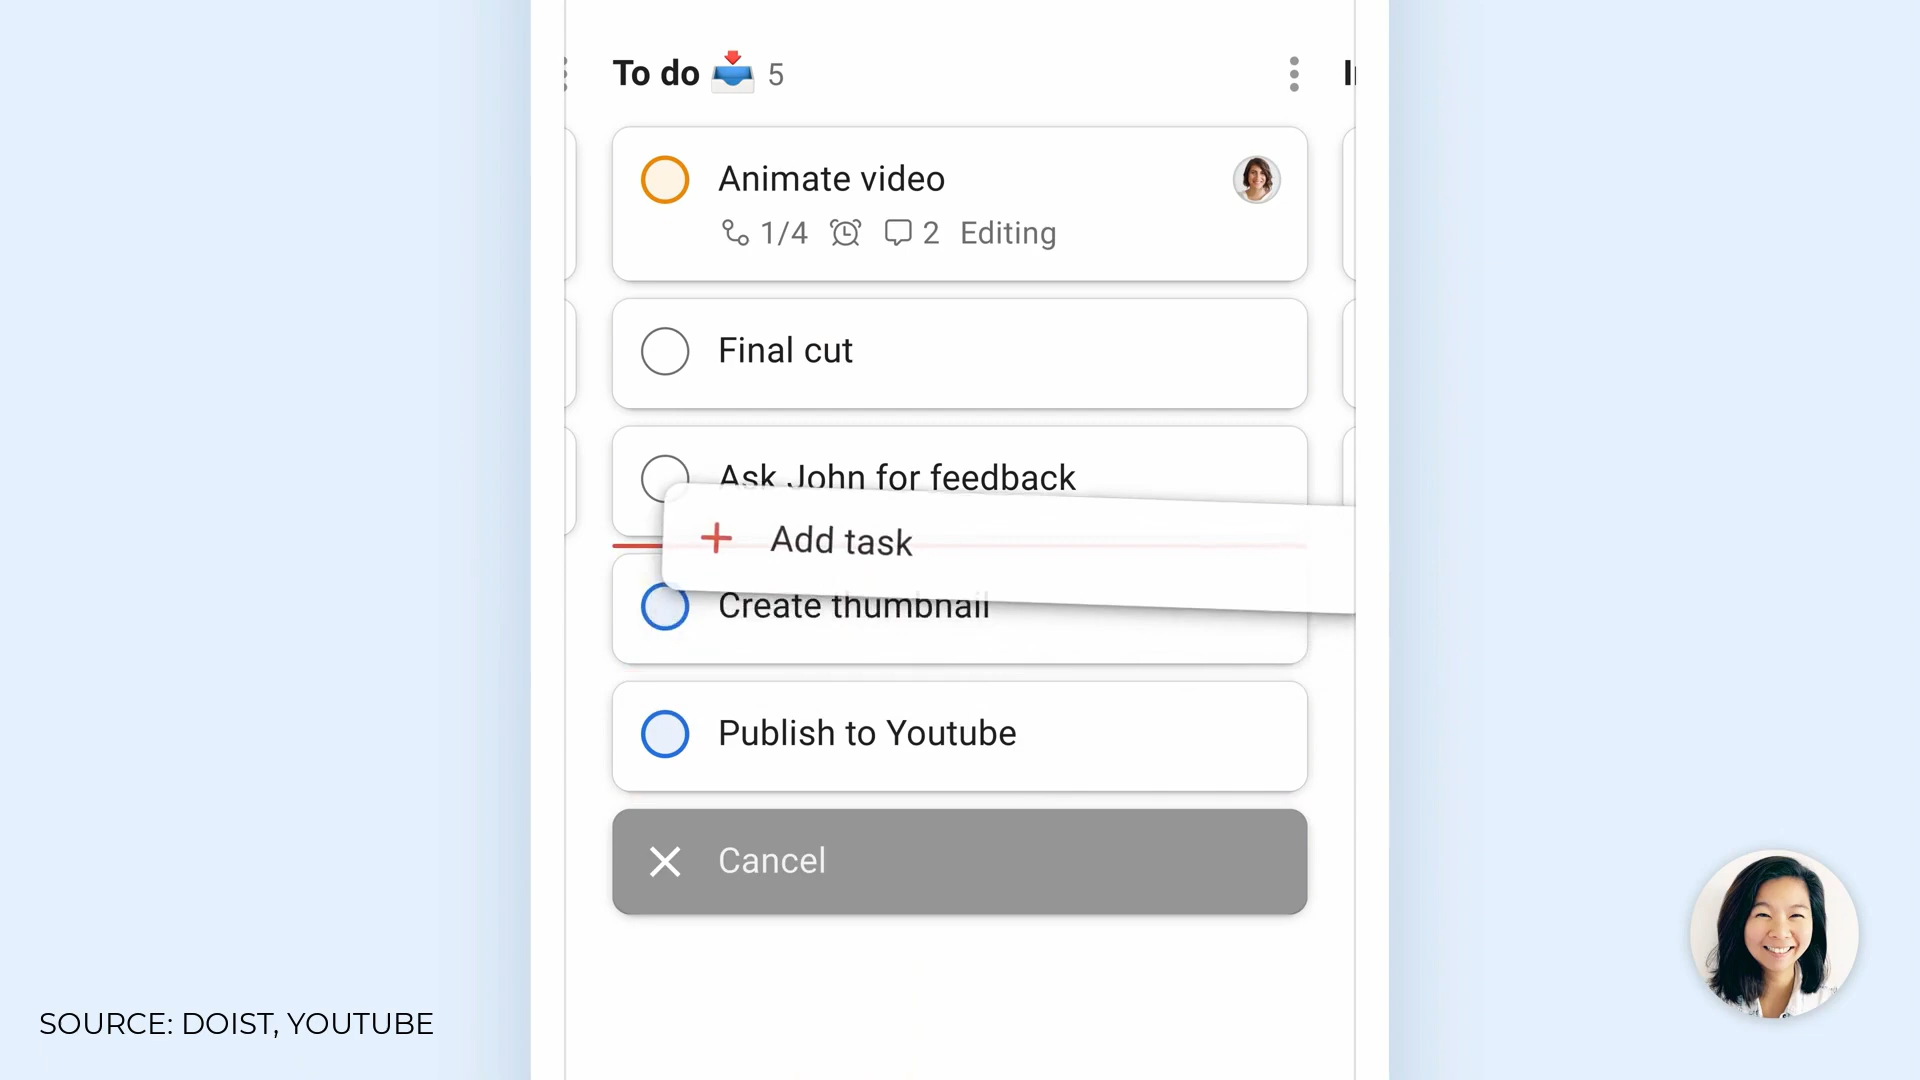 To do 5
Animate video
1/4 2 Editing
Final cut
Ask John for feedback
Add task
Create thumbnail
Publish to Youtube
Cancel
SOURCE: DOIST, YOUTUBE